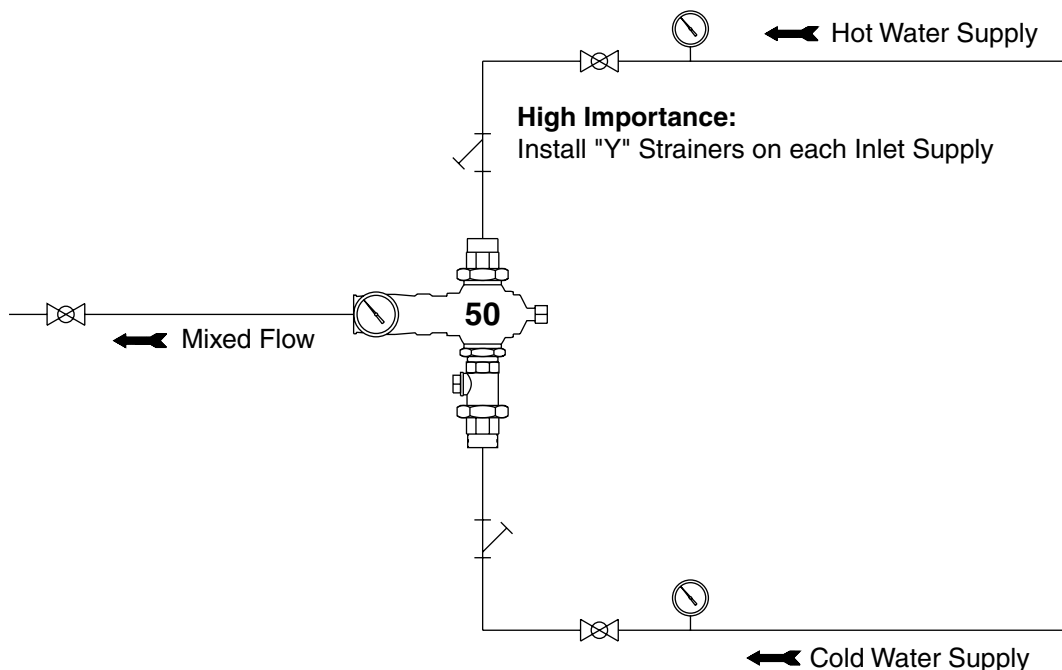 Hot Water Supply
High Importance:
Install "Y" Strainers on each Inlet Supply
50
Mixed Flow
Cold Water Supply